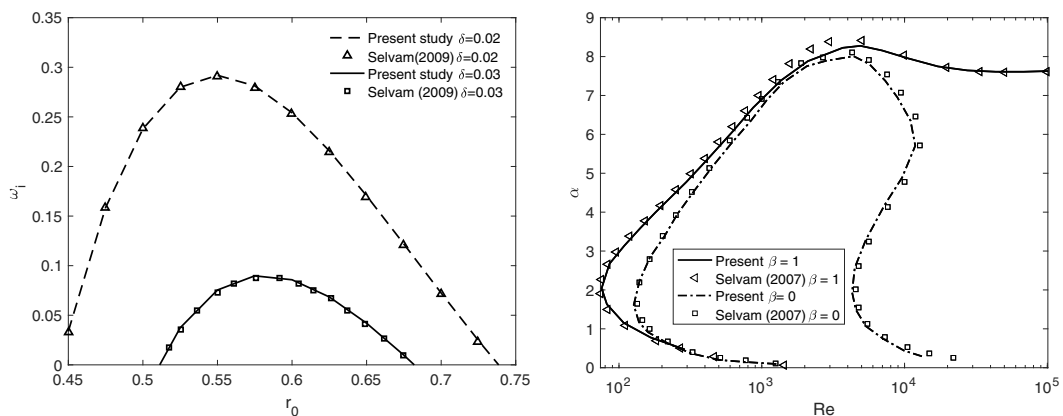 0.4
0.35
0.3
0.25
0.2
0.15
0.1
0.05
0
ω_i
Present study δ=0.02
Selvam(2009) δ=0.02
Present study δ=0.03
Selvam (2009) δ=0.03
0.45 0.5 0.55 0.6 0.65 0.7 0.75
r_0
9
8
7
6
5
4
3
2
1
0
α
Present β = 1
Selvam (2007) β = 1
Present β= 0
Selvam (2007) β = 0
10^2 10^3 10^4 10^5
Re